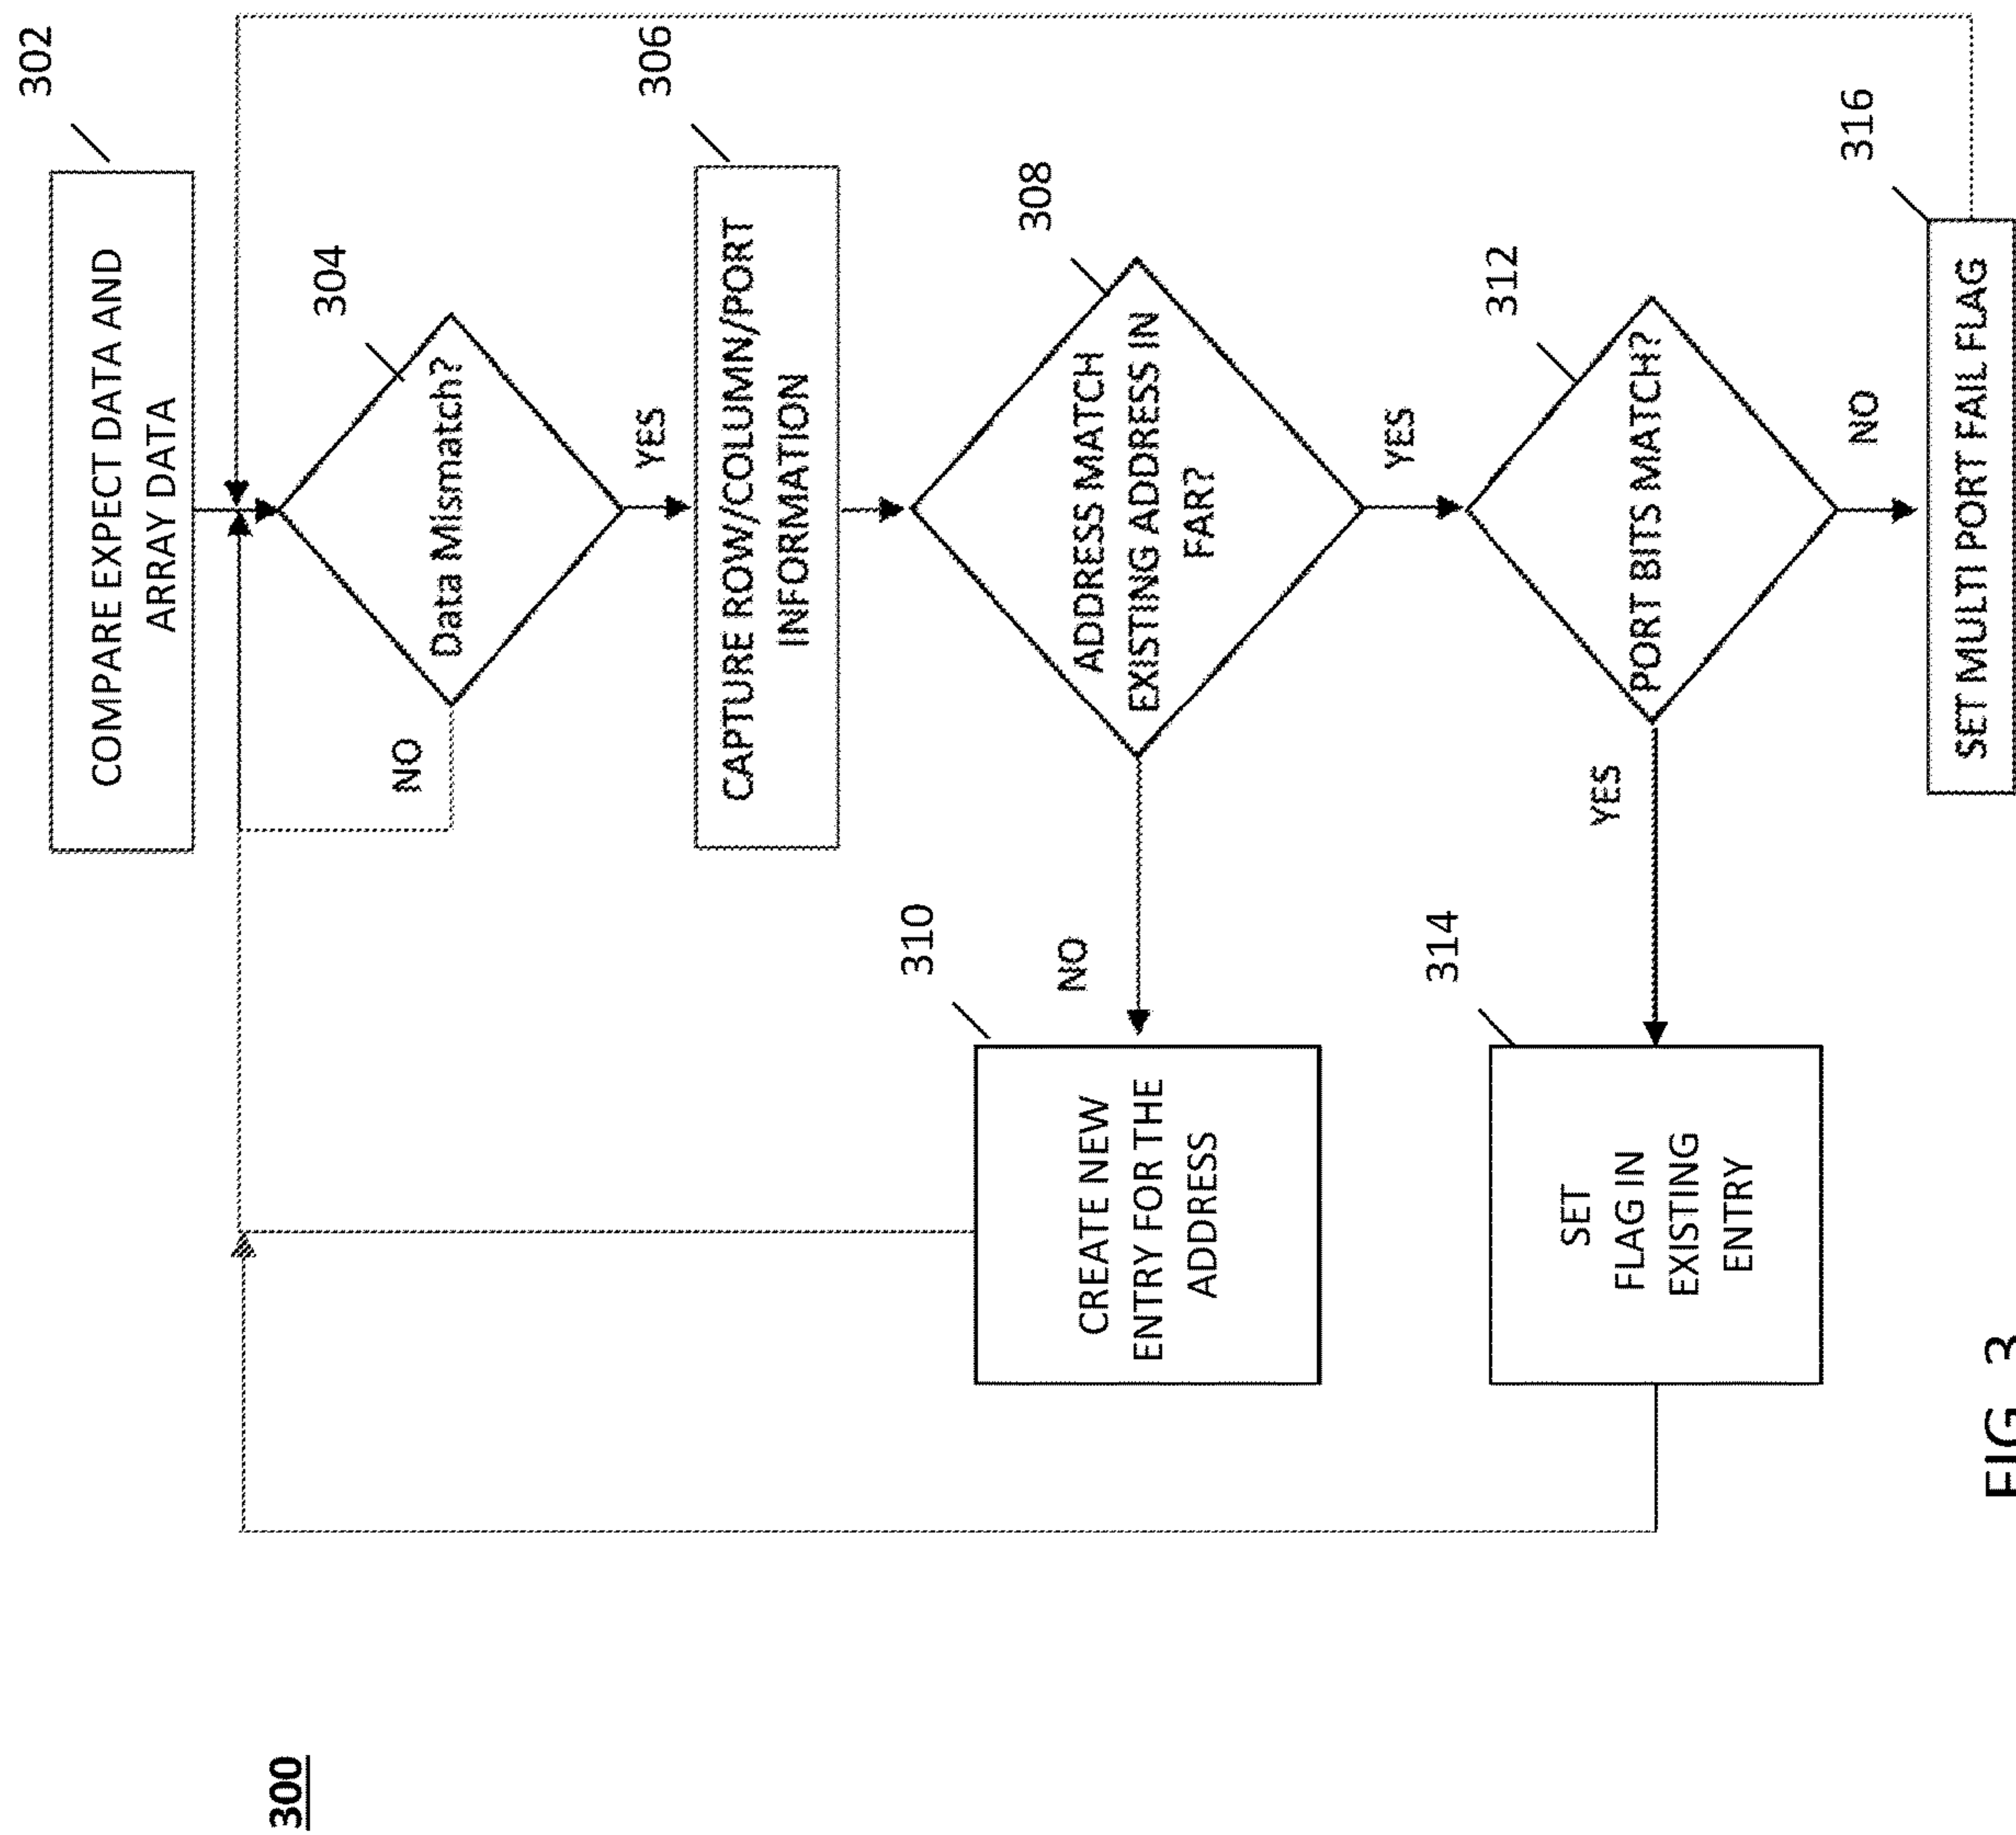 300
302
COMPARE EXPECT DATA AND
ARRAY DATA
304
Data Mismatch?
NO
YES
306
CAPTURE ROW/COLUMN/PORT
INFORMATION
308
ADDRESS MATCH
EXISTING ADDRESS IN
FAR?
NO
YES
310
CREATE NEW
ENTRY FOR THE
ADDRESS
312
PORT BITS MATCH?
YES
NO
314
SET
FLAG IN
EXISTING
ENTRY
316
SET MULTI PORT FAIL FLAG
FIG. 3